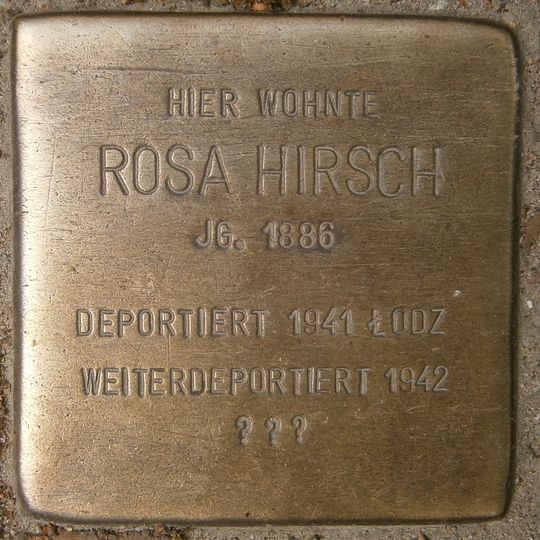 HIER WOHNTE
ROSA HIRSCH
JG. 1886
DEPORTIERT 1941 ŁODZ
WEITERDEPORTIERT 1942
???